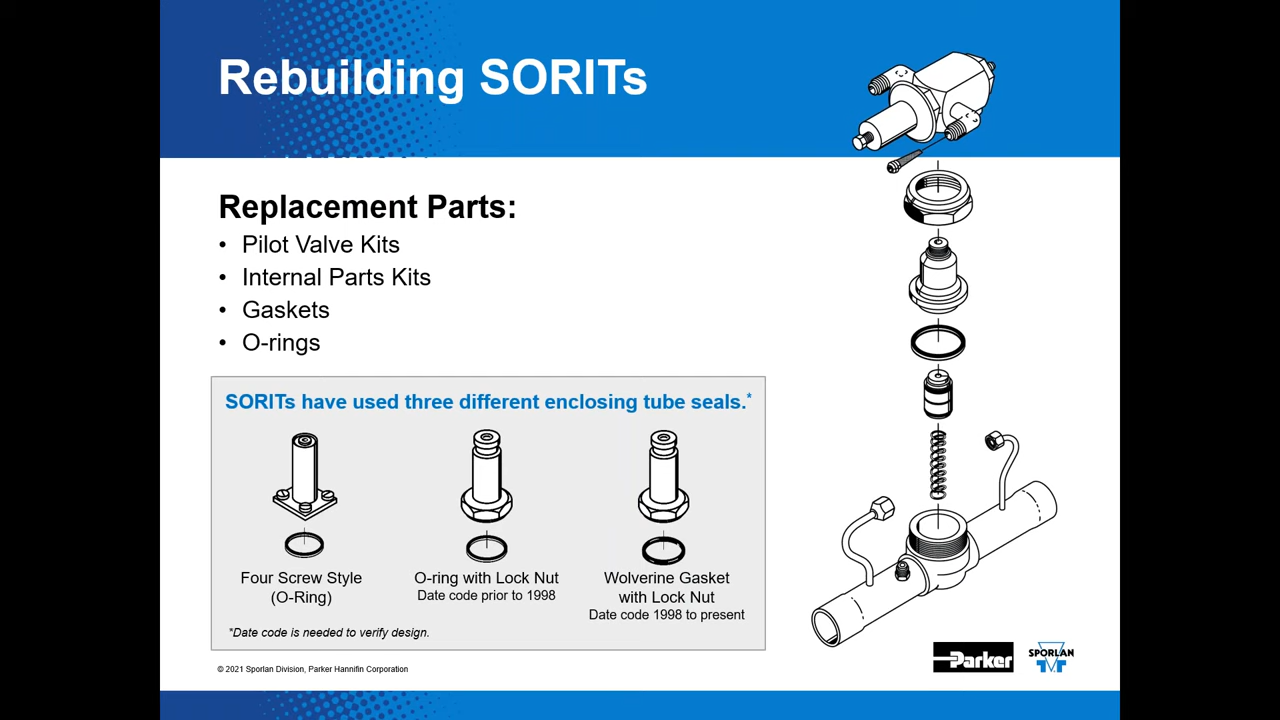 Rebuilding SORITs
Replacement Parts:
• Pilot Valve Kits
• Internal Parts Kits
• Gaskets
• O-rings
SORITs have used three different enclosing tube seals.*
Four Screw Style
(O-Ring)
O-ring with Lock Nut
Date code prior to 1998
Wolverine Gasket
with Lock Nut
Date code 1998 to present
*Date code is needed to verify design.
© 2021 Sporlan Division, Parker Hannifin Corporation
Parker
SPORLAN